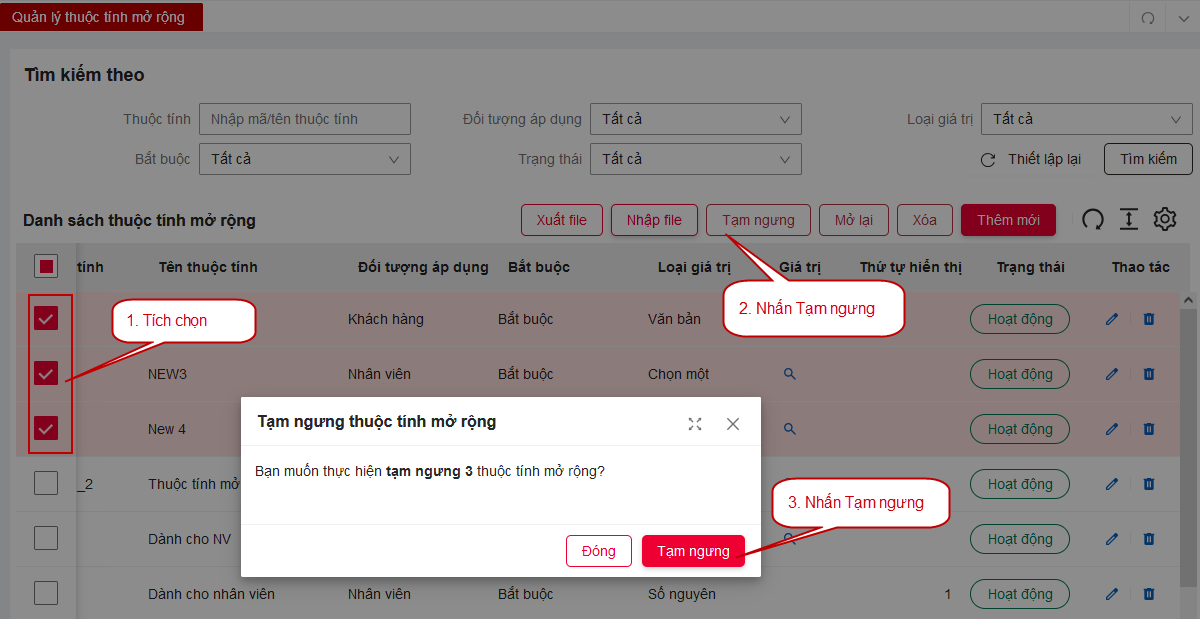 Quản lý thuộc tính mở rộng
Tìm kiếm theo
Thuộc tính Nhập mã/tên thuộc tính Đối tượng áp dụng Tất cả Loại giá trị Tất cả
Bắt buộc Tất cả Trạng thái Tất cả Thiết lập lại Tìm kiếm
Danh sách thuộc tính mở rộng Xuất file Nhập file Tạm ngưng Mở lại Xóa Thêm mới
tính Tên thuộc tính Đối tượng áp dụng Bắt buộc Loại giá trị Giá trị Thứ tự hiển thị Trạng thái Thao tác
1. Tích chọn Khách hàng Bắt buộc Văn bản 2. Nhấn Tạm ngưng Hoạt động
NEW3 Nhân viên Bắt buộc Chọn một Hoạt động
New 4 Hoạt động
Tạm ngưng thuộc tính mở rộng
Bạn muốn thực hiện tạm ngưng 3 thuộc tính mở rộng?
_2 Thuộc tính mở Hoạt động
3. Nhấn Tạm ngưng
Dành cho NV Hoạt động
Đóng Tạm ngưng
Dành cho nhân viên Nhân viên Bắt buộc Số nguyên 1 Hoạt động